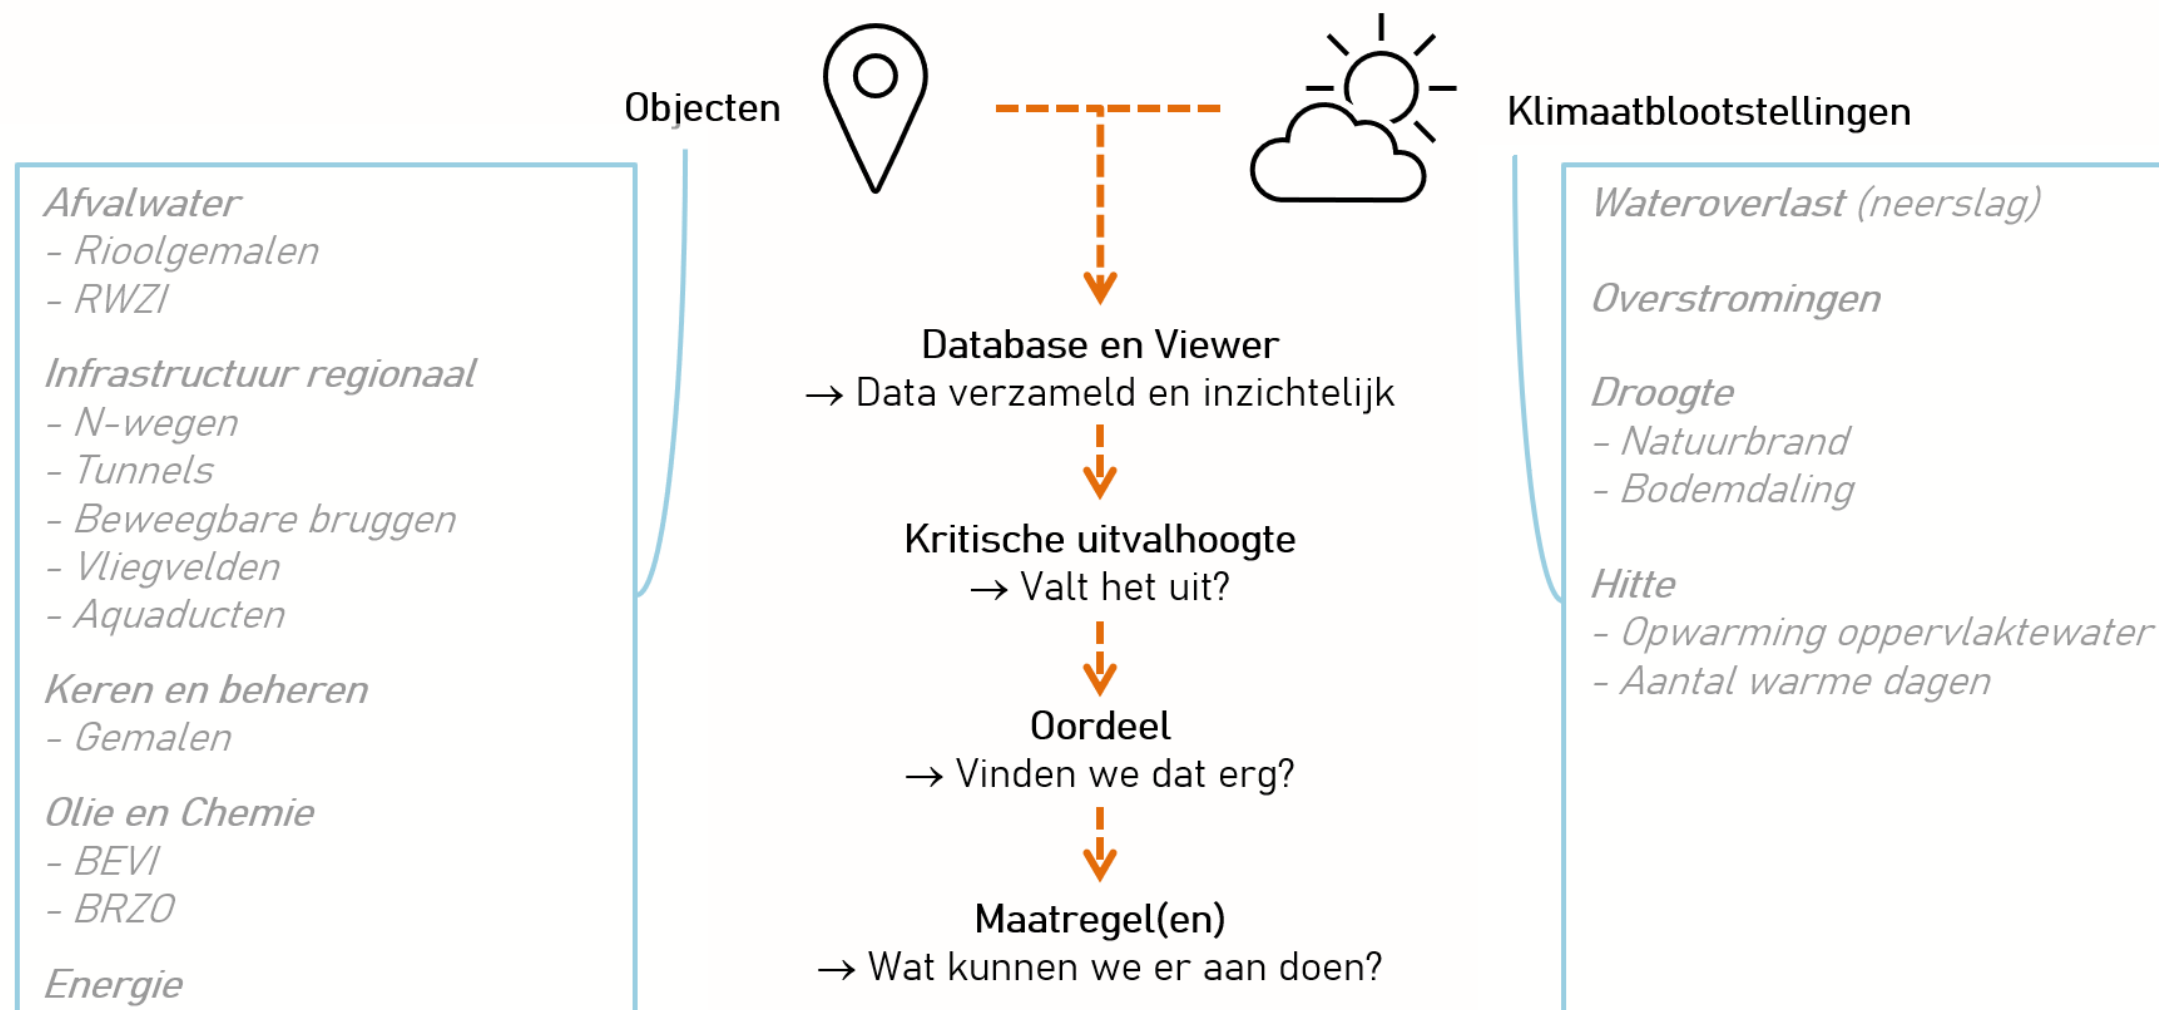 Objecten
Afvalwater
- Rioolgemalen
- RWZI
Infrastructuur regionaal
- N-wegen
- Tunnels
- Beweegbare bruggen
- Vliegvelden
- Aquaducten
Keren en beheren
- Gemalen
Olie en Chemie
- BEVI
- BRZO
Energie
Database en Viewer
→ Data verzameld en inzichtelijk
Kritische uitvalhoogte
→ Valt het uit?
Oordeel
→ Vinden we dat erg?
Maatregel(en)
→ Wat kunnen we er aan doen?
Klimaatblootstellingen
Wateroverlast (neerslag)
Overstromingen
Droogte
- Natuurbrand
- Bodemdaling
Hitte
- Opwarming oppervlaktewater
- Aantal warme dagen